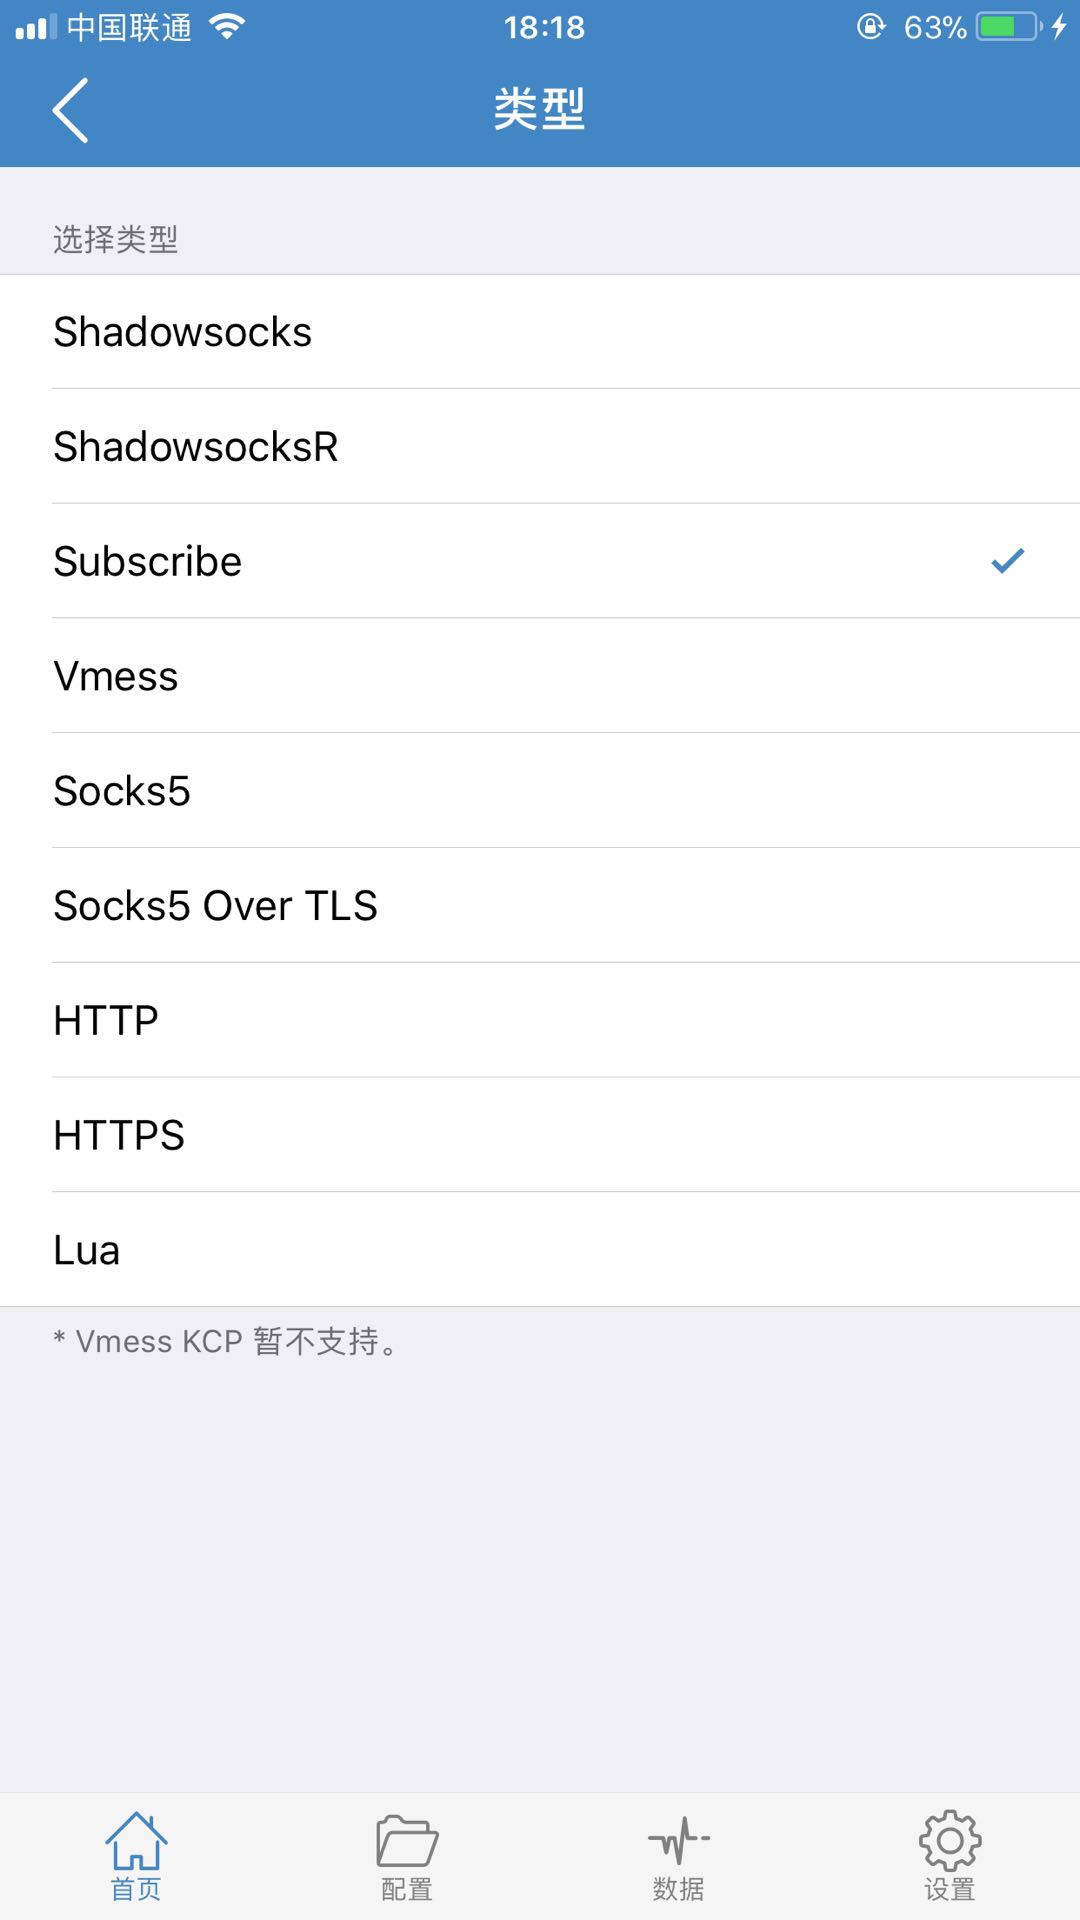 中国联通 18:18 63%
类型
选择类型
Shadowsocks
ShadowsocksR
Subscribe
Vmess
Socks5
Socks5 Over TLS
HTTP
HTTPS
Lua
* Vmess KCP 暂不支持。
首页 配置 数据 设置